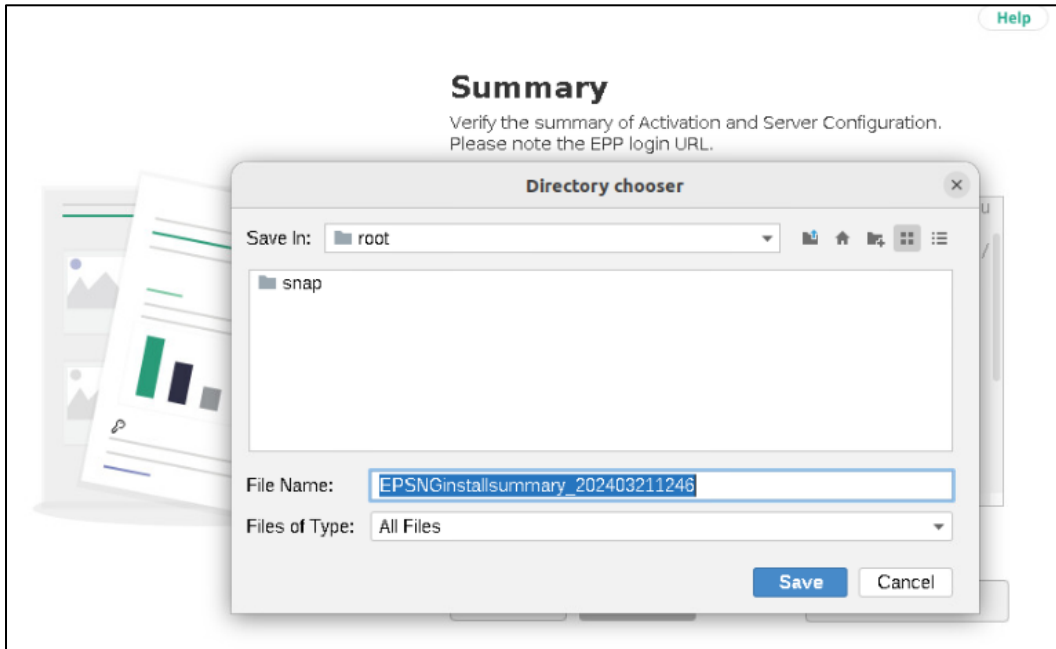 Help
Summary
Verify the summary of Activation and Server Configuration.
Please note the EPP login URL.
Directory chooser
u
Save In: root
/
snap
File Name: EPSNGinstallsummary_202403211246
Files of Type: All Files
Save Cancel